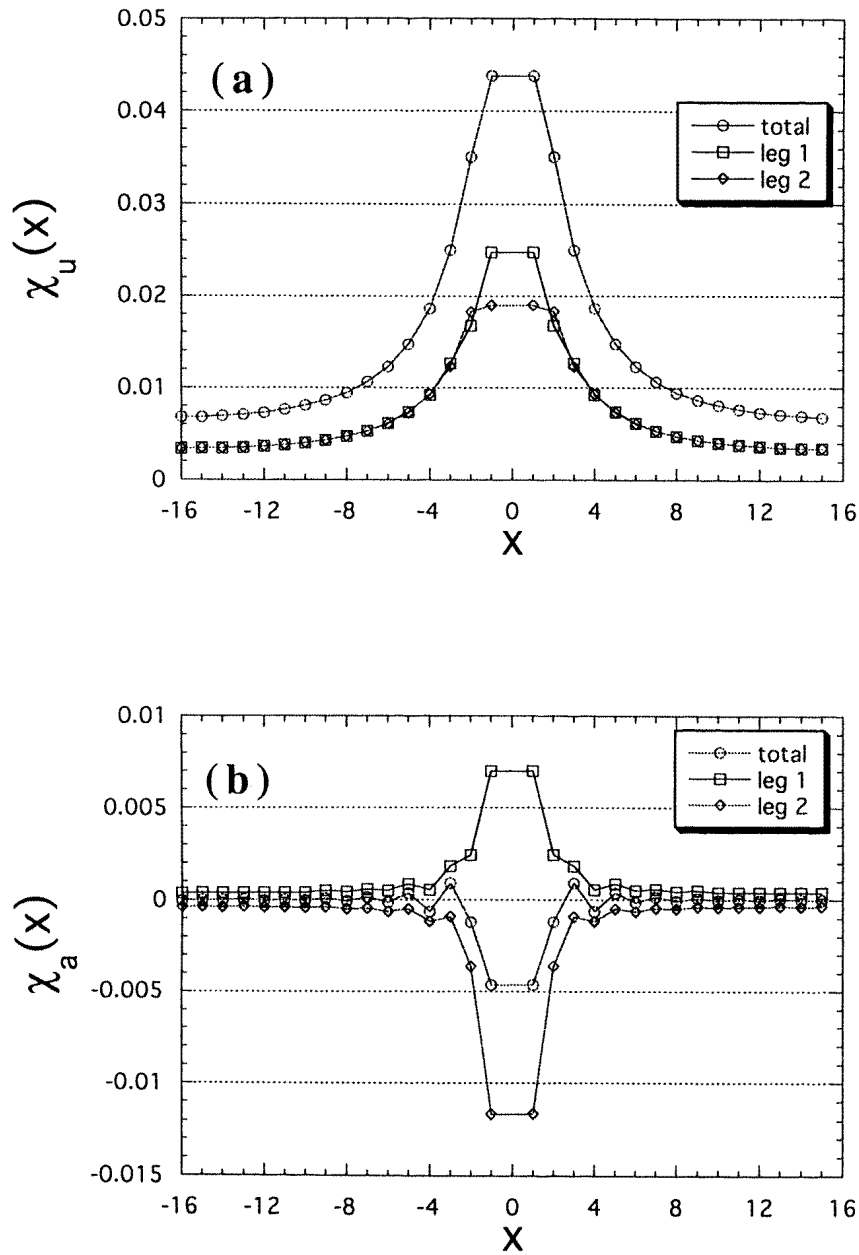 (a)
0.05
0.04
0.03
0.02
0.01
0
χu(x)
total
leg 1
leg 2
-16 -12 -8 -4 0 4 8 12 16
x
(b)
0.01
0.005
0
-0.005
-0.01
-0.015
χa(x)
total
leg 1
leg 2
-16 -12 -8 -4 0 4 8 12 16
x